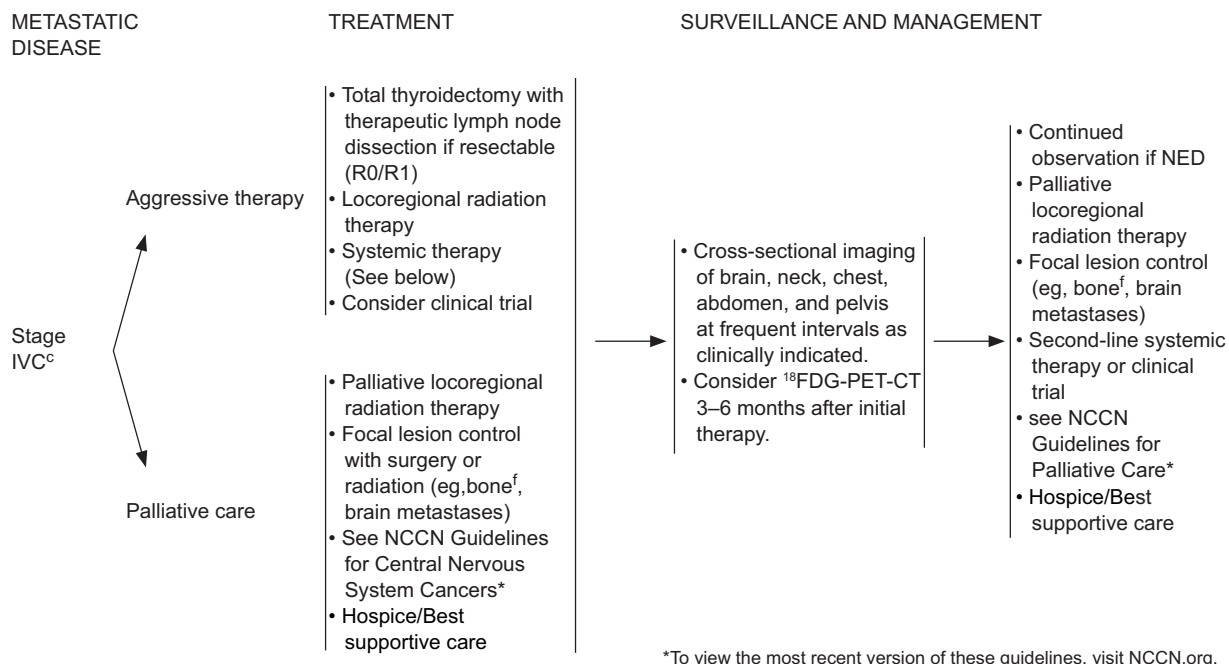 METASTATIC
DISEASE
TREATMENT
SURVEILLANCE AND MANAGEMENT
Stage
IVCᶜ
Aggressive therapy
• Total thyroidectomy with
therapeutic lymph node
dissection if resectable
(R0/R1)
• Locoregional radiation
therapy
• Systemic therapy
(See below)
• Consider clinical trial
Palliative care
• Palliative locoregional
radiation therapy
• Focal lesion control
with surgery or
radiation (eg,boneᶠ,
brain metastases)
• See NCCN Guidelines
for Central Nervous
System Cancers*
• Hospice/Best
supportive care
• Cross-sectional imaging
of brain, neck, chest,
abdomen, and pelvis
at frequent intervals as
clinically indicated.
• Consider ¹⁸FDG-PET-CT
3–6 months after initial
therapy.
• Continued
observation if NED
• Palliative
locoregional
radiation therapy
• Focal lesion control
(eg, boneᶠ, brain
metastases)
• Second-line systemic
therapy or clinical
trial
• see NCCN
Guidelines for
Palliative Care*
• Hospice/Best
supportive care
*To view the most recent version of these guidelines, visit NCCN.org.